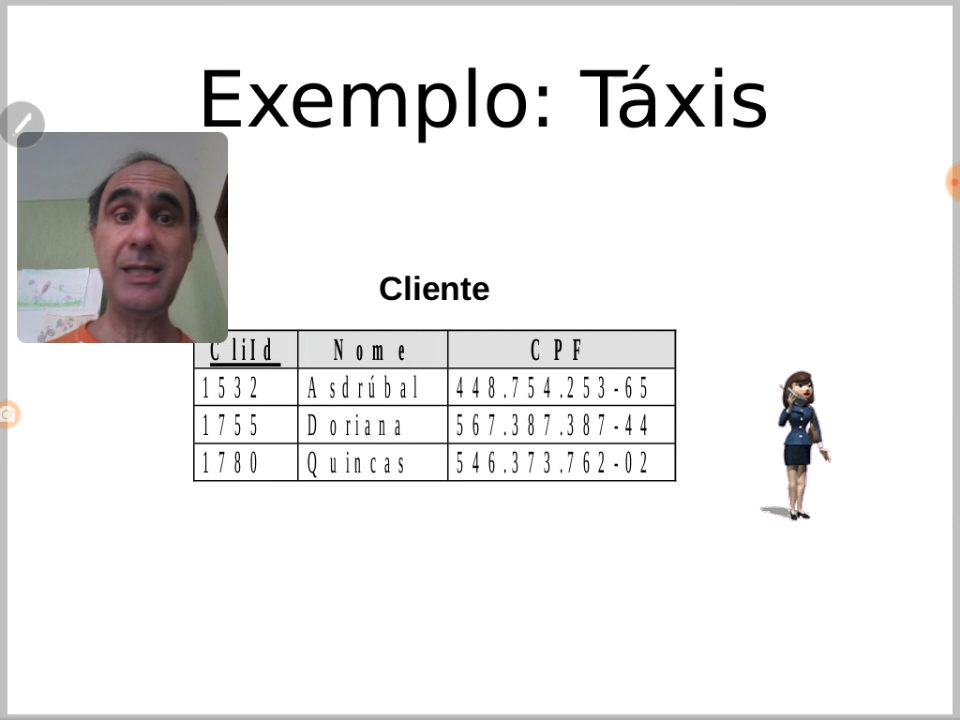 Exemplo: Táxis
Cliente
CliId Nome CPF
1532 Asdrúbal 448.754.253-65
1755 Doriana 567.387.387-44
1780 Quincas 546.373.762-02